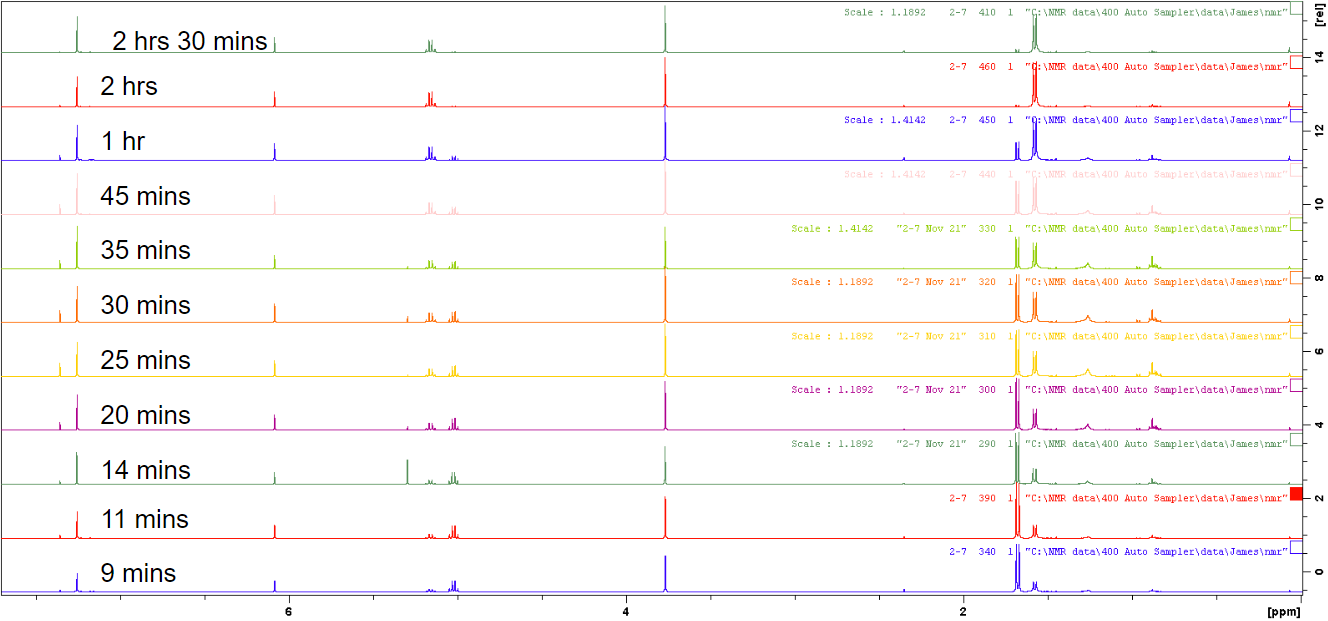 Scale : 1.1892 2-7 410 1 "C:\NMR data\400 Auto Sampler\data\James\nmr"
[rel]
2 hrs 30 mins
14
2-7 460 1 "C:\NMR data\400 Auto Sampler\data\James\nmr"
2 hrs
Scale : 1.4142 2-7 450 1 "C:\NMR data\400 Auto Sampler\data\James\nmr"
12
1 hr
Scale : 1.4142 2-7 440 1 "C:\NMR data\400 Auto Sampler\data\James\nmr"
45 mins
10
Scale : 1.4142 "2-7 Nov 21" 330 1 "C:\NMR data\400 Auto Sampler\data\James\nmr"
35 mins
8
Scale : 1.1892 "2-7 Nov 21" 320 1 "C:\NMR data\400 Auto Sampler\data\James\nmr"
30 mins
Scale : 1.1892 "2-7 Nov 21" 310 1 "C:\NMR data\400 Auto Sampler\data\James\nmr"
6
25 mins
Scale : 1.1892 "2-7 Nov 21" 300 1 "C:\NMR data\400 Auto Sampler\data\James\nmr"
20 mins
4
Scale : 1.1892 "2-7 Nov 21" 290 1 "C:\NMR data\400 Auto Sampler\data\James\nmr"
14 mins
2-7 390 1 "C:\NMR data\400 Auto Sampler\data\James\nmr"
2
11 mins
2-7 340 1 "C:\NMR data\400 Auto Sampler\data\James\nmr"
9 mins
0
6 4 2 [ppm]